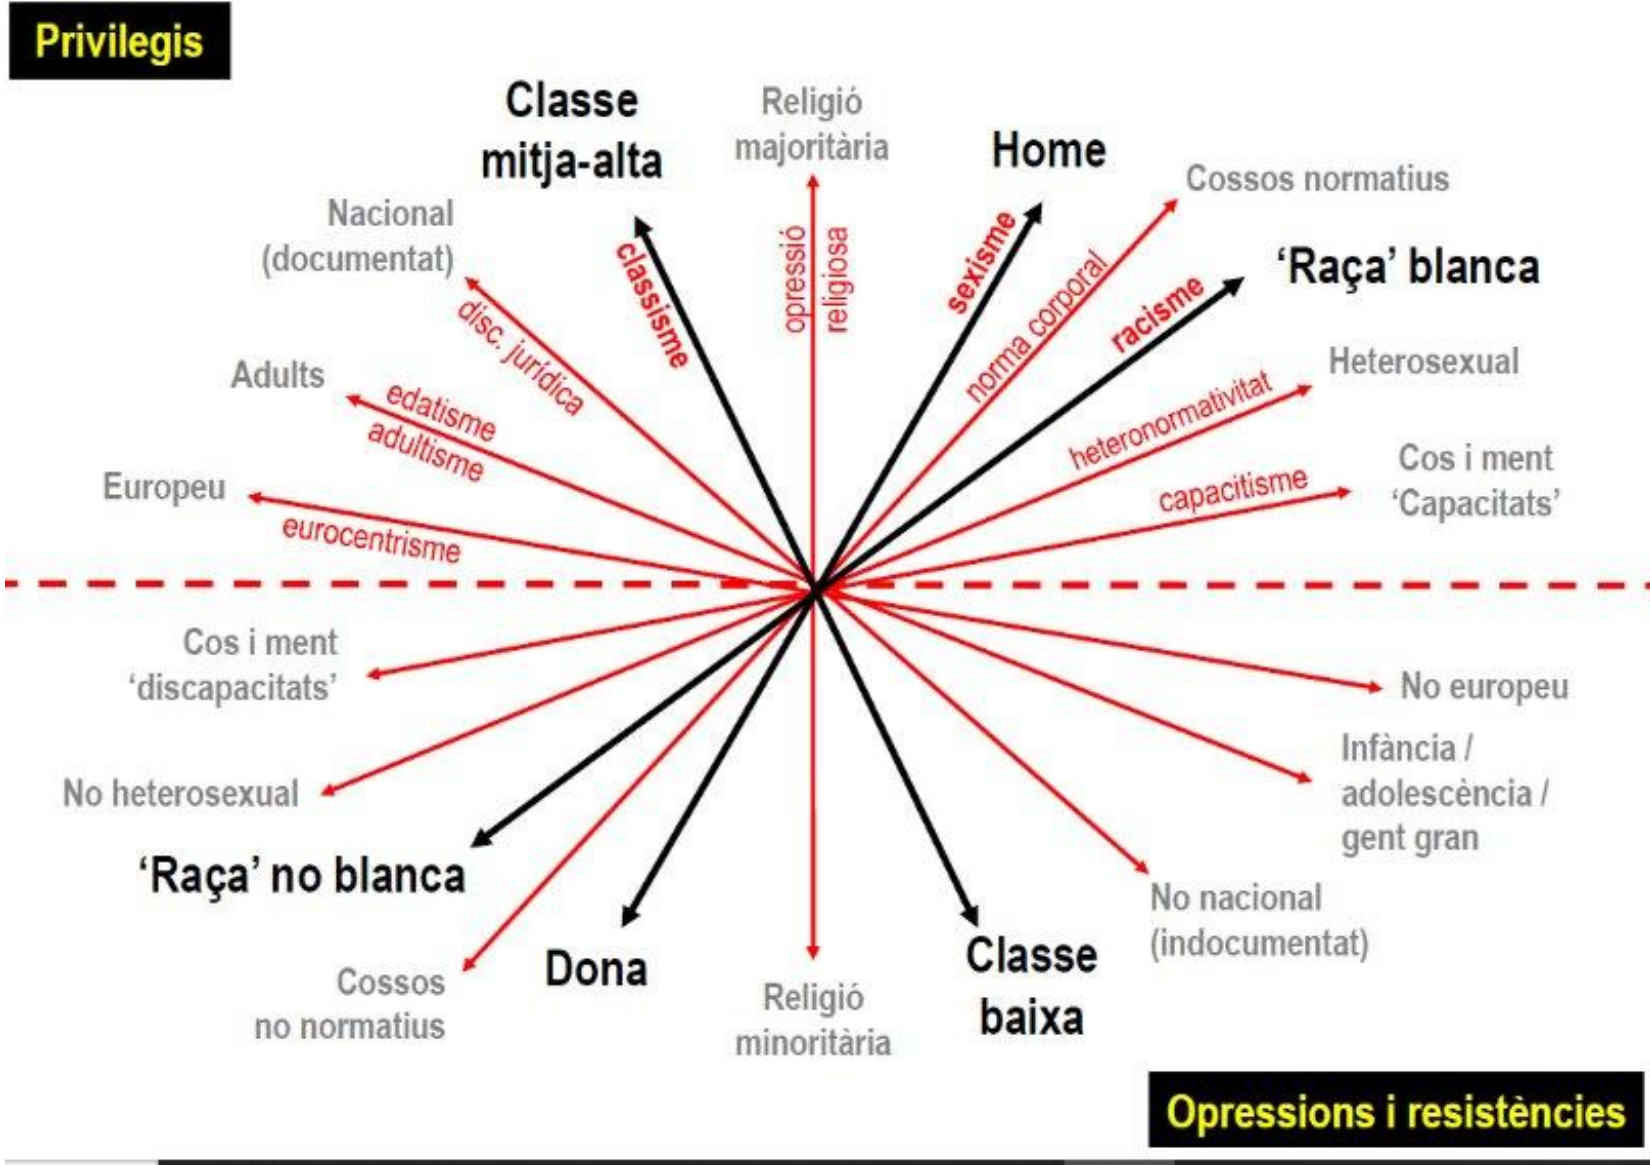 Privilegis
Classe
mitja-alta
Religió
majoritària
Home
Cossos normatius
Nacional
(documentat)
‘Raça’ blanca
classisme
opressió
religiosa
sexisme
norma corporal
racisme
disc. jurídica
Adults
edatisme
adultisme
Heterosexual
heteronormativitat
Europeu
eurocentrisme
Cos i ment
‘Capacitats’
capacitisme
Cos i ment
‘discapacitats’
No europeu
No heterosexual
Infància /
adolescència /
gent gran
‘Raça’ no blanca
No nacional
(indocumentat)
Cossos
no normatius
Dona
Religió
minoritària
Classe
baixa
Opressions i resistències